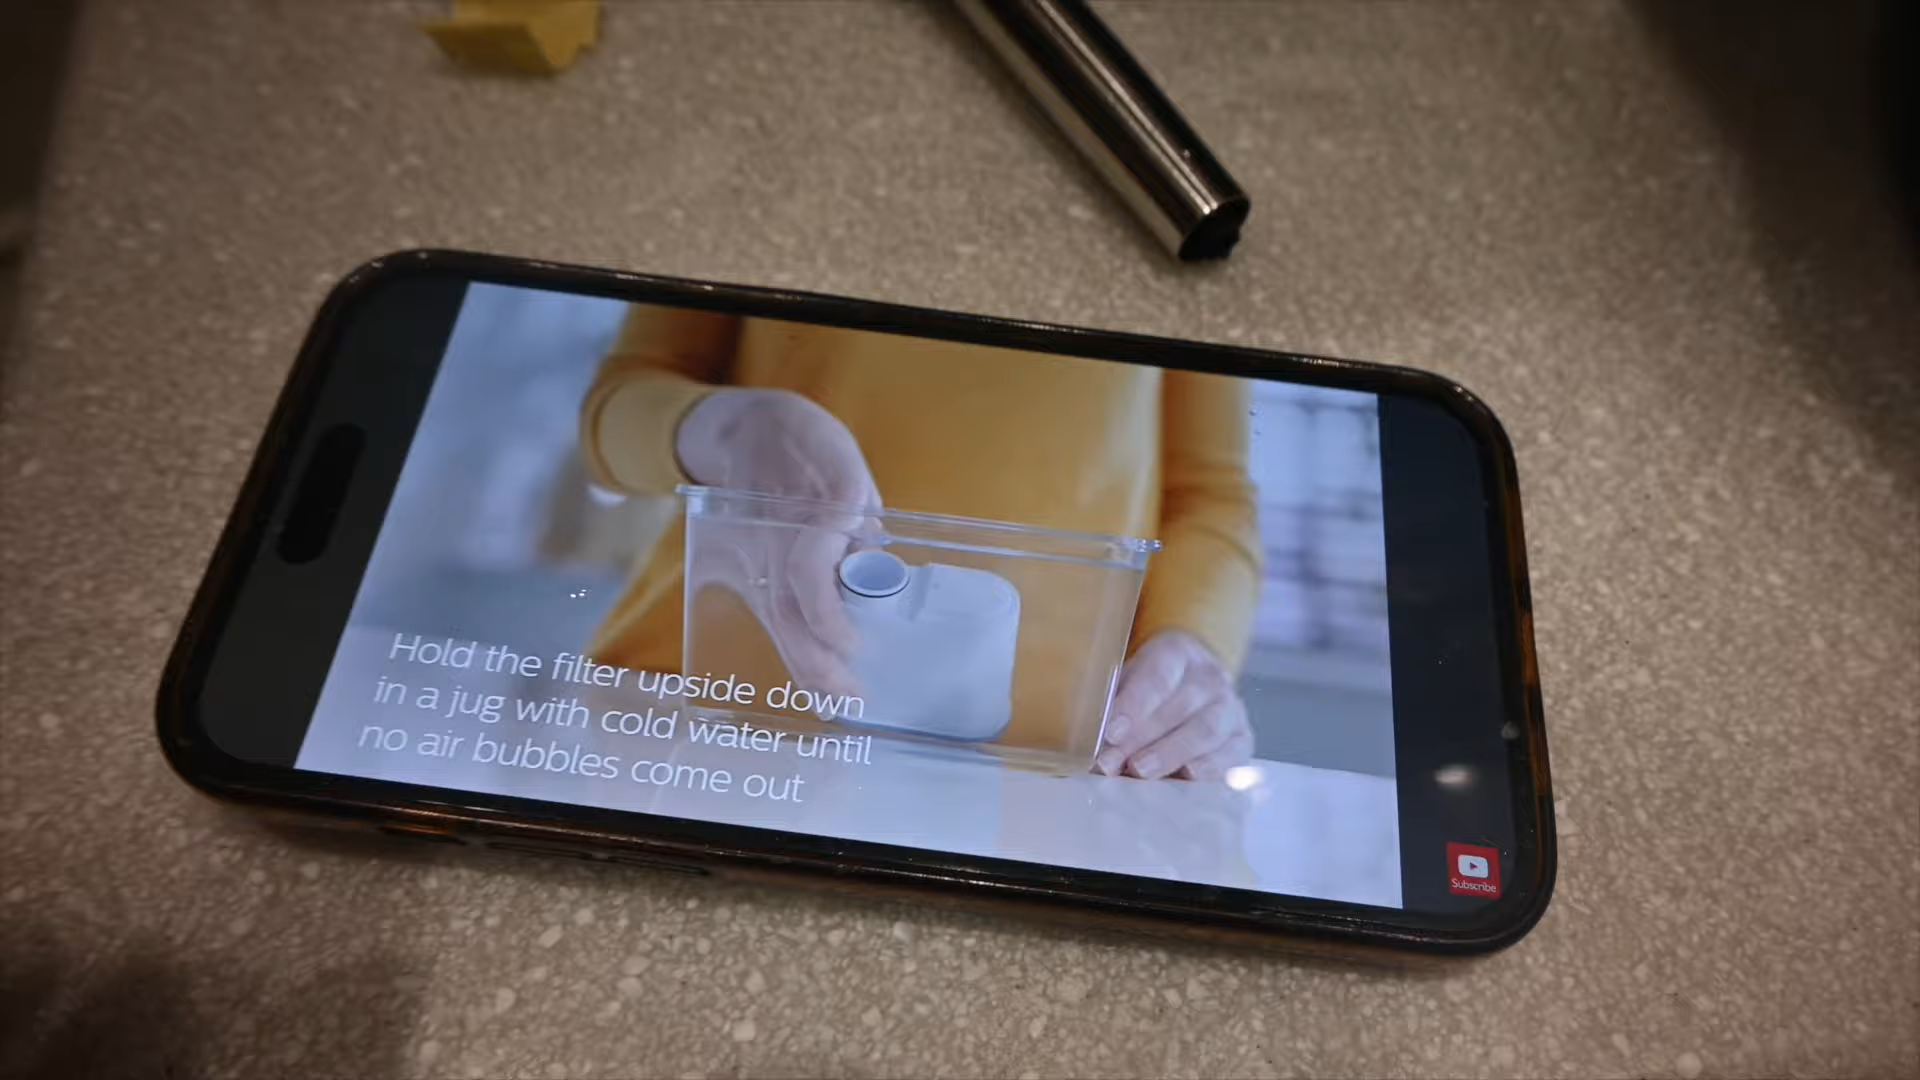 Hold the filter upside down
in a jug with cold water until
no air bubbles come out
Subscribe